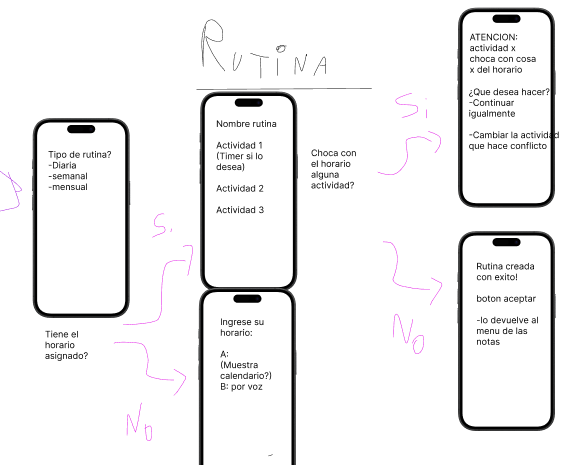 RUTINA
Tipo de rutina?
-Diaria
-semanal
-mensual
Tiene el
horario
asignado?
Si
No
Nombre rutina
Actividad 1
(Timer si lo
desea)
Actividad 2
Actividad 3
Ingrese su
horario:
A:
(Muestra
calendario?)
B: por voz
Choca con
el horario
alguna
actividad?
Si
No
ATENCION:
actividad x
choca con cosa
x del horario
¿Que desea hacer?
-Continuar
igualmente
-Cambiar la actividad
que hace conflicto
Rutina creada
con exito!
boton aceptar
-lo devuelve al
menu de las
notas